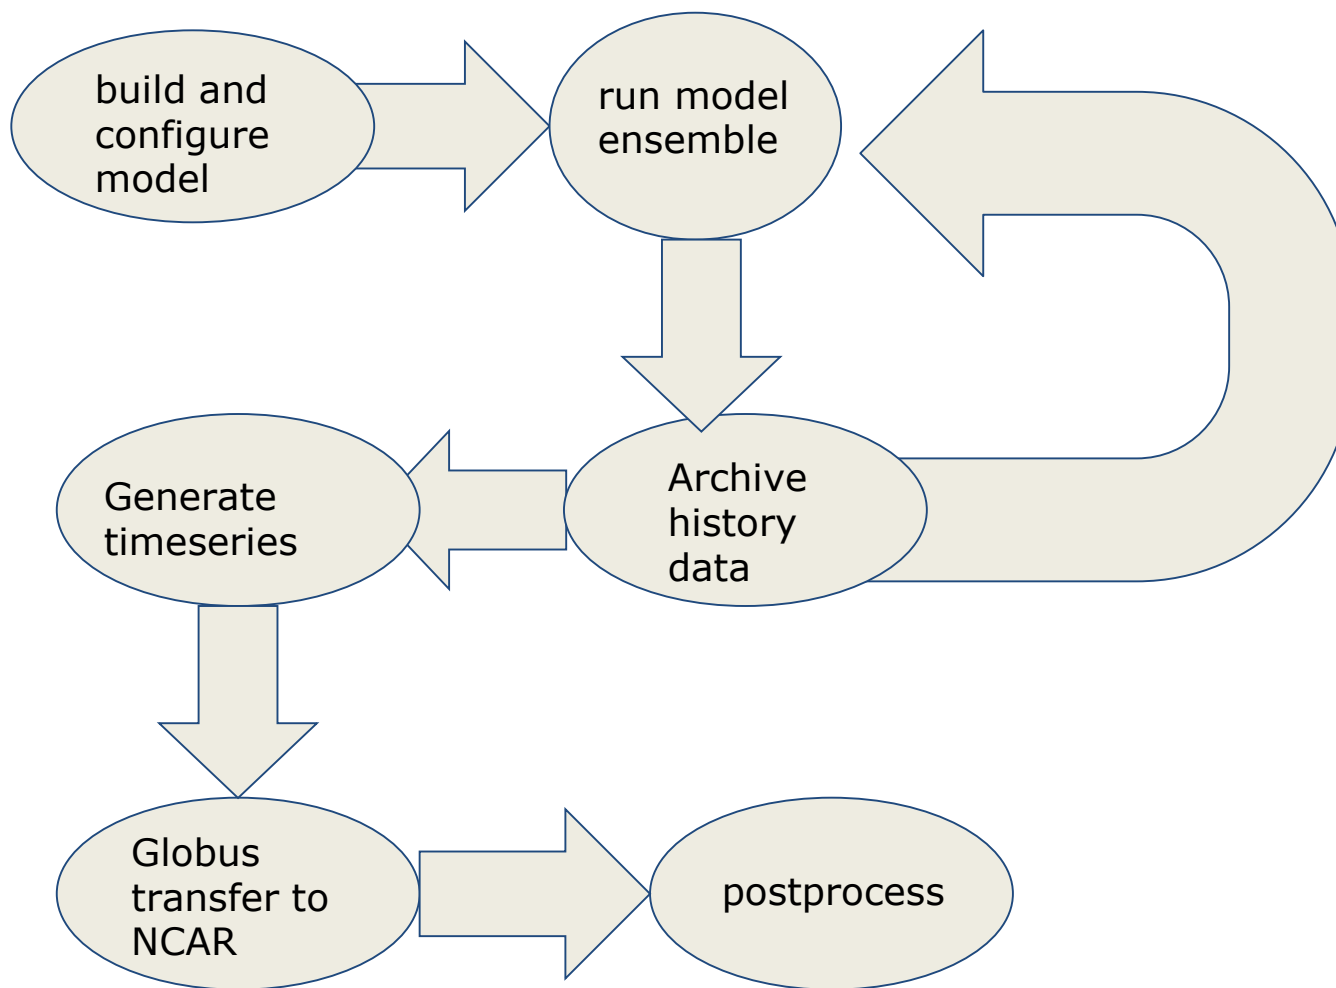 build and
configure
model
run model
ensemble
Archive
history
data
Generate
timeseries
Globus
transfer to
NCAR
postprocess